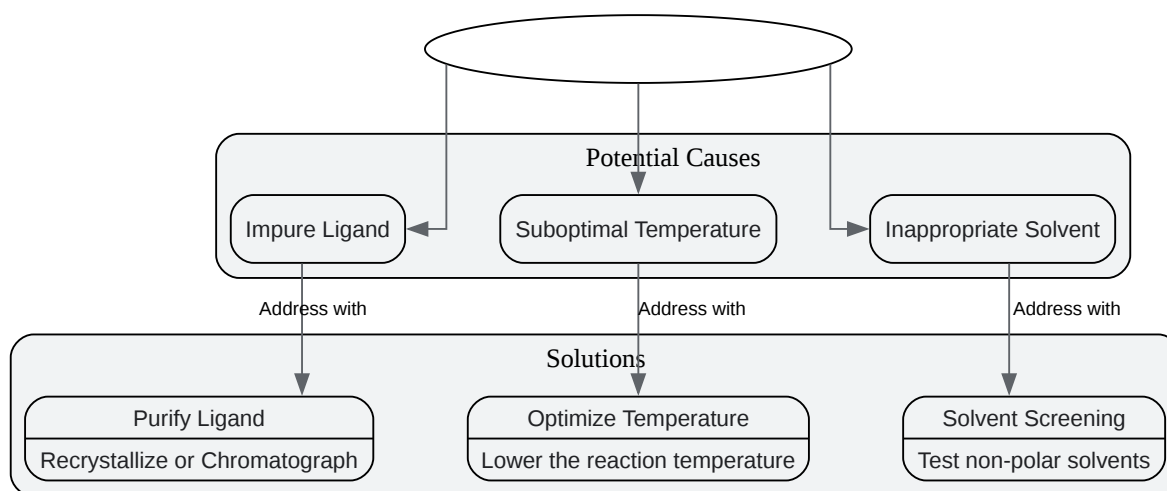 Potential Causes
Impure Ligand
Suboptimal Temperature
Inappropriate Solvent
Address with
Address with
Address with
Solutions
Purify Ligand
Optimize Temperature
Solvent Screening
Recrystallize or Chromatograph
Lower the reaction temperature
Test non-polar solvents